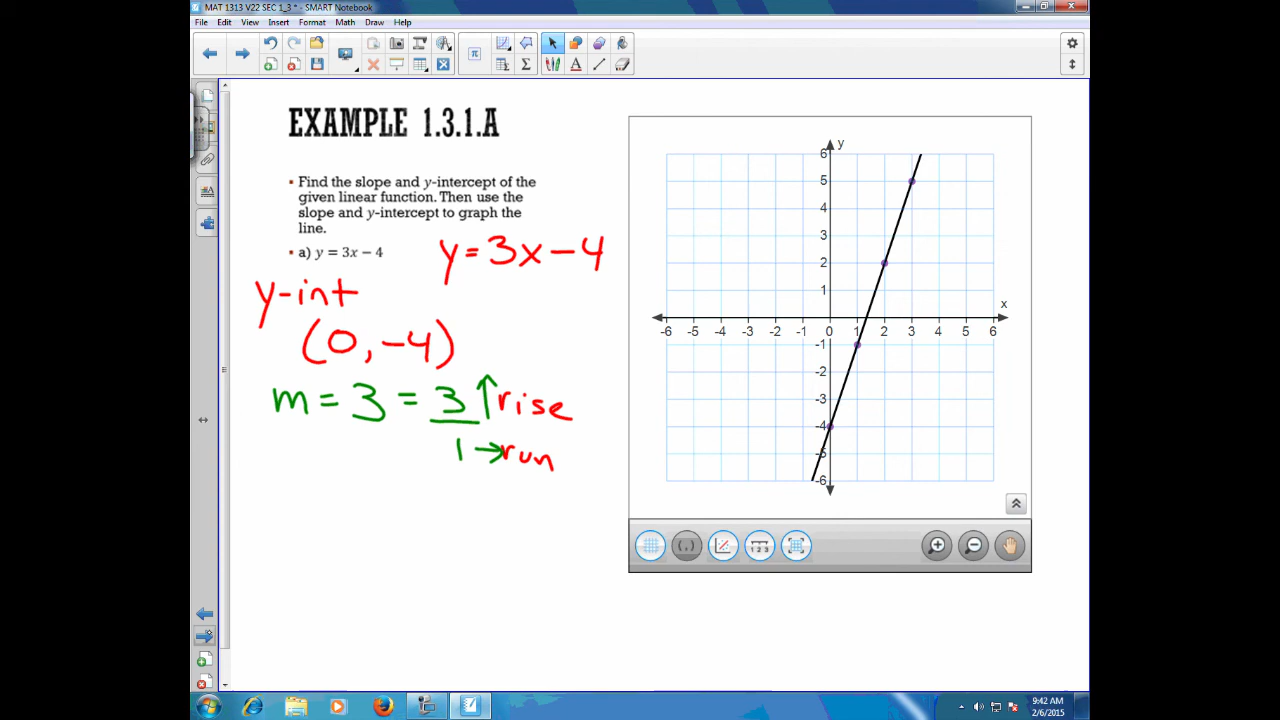 MAT 1313 V22 SEC 1_3 * - SMART Notebook
File Edit View Insert Format Math Draw Help
EXAMPLE 1.3.1.A
▪ Find the slope and y-intercept of the
given linear function. Then use the
slope and y-intercept to graph the
line.
▪ a) y = 3x − 4
y = 3x − 4
y-int
(0, −4)
m = 3 = 3 ↑ rise
1 → run
y
6
5
4
3
2
1
x
-6 -5 -4 -3 -2 -1 0 1 2 3 4 5 6
-1
-2
-3
-4
-5
-6
1 2 3
9:42 AM
2/6/2015